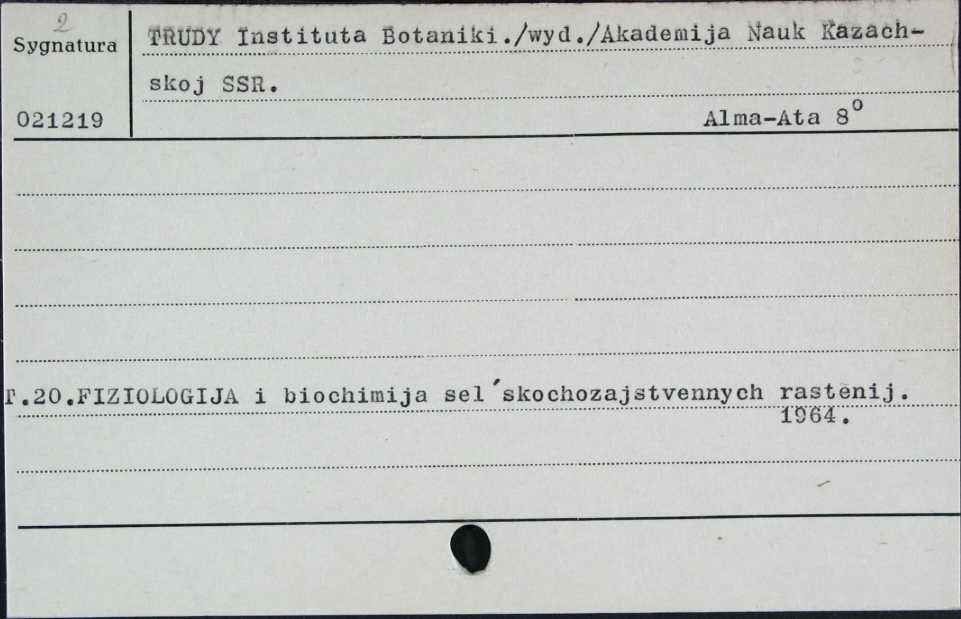 2
Sygnatura
TRUDY Instituta Botaniki./wyd./Akademija Nauk Kazach-
skoj SSR.
021219
Alma-Ata 8º
T.20.FIZIOLOGIJA i biochimija sel´skochozajstvennych rastenij.
1964.